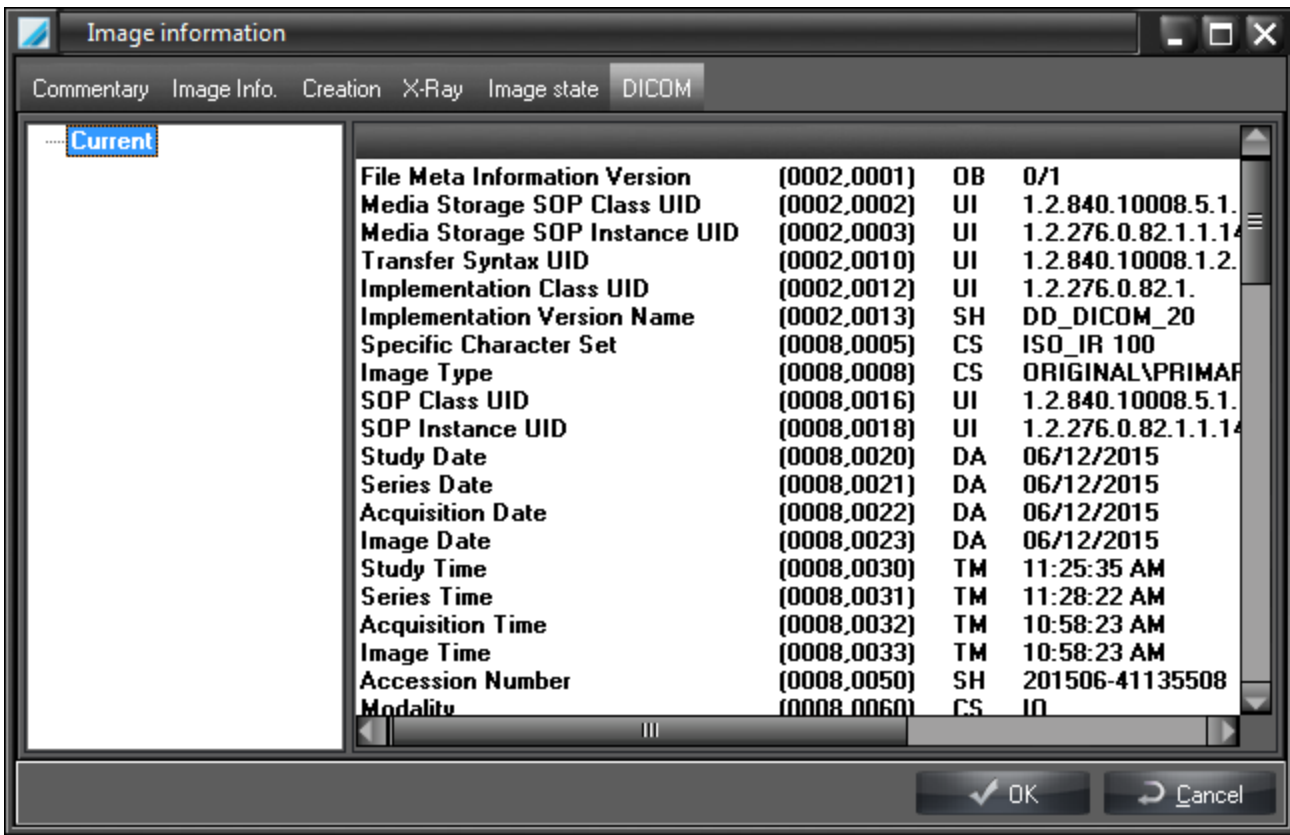 Image information
Commentary Image Info. Creation X-Ray Image state DICOM
Current
File Meta Information Version (0002,0001) OB 0/1
Media Storage SOP Class UID (0002,0002) UI 1.2.840.10008.5.1.
Media Storage SOP Instance UID (0002,0003) UI 1.2.276.0.82.1.1.14
Transfer Syntax UID (0002,0010) UI 1.2.840.10008.1.2.
Implementation Class UID (0002,0012) UI 1.2.276.0.82.1.
Implementation Version Name (0002,0013) SH DD_DICOM_20
Specific Character Set (0008,0005) CS ISO_IR 100
Image Type (0008,0008) CS ORIGINAL\PRIMAR
SOP Class UID (0008,0016) UI 1.2.840.10008.5.1.
SOP Instance UID (0008,0018) UI 1.2.276.0.82.1.1.14
Study Date (0008,0020) DA 06/12/2015
Series Date (0008,0021) DA 06/12/2015
Acquisition Date (0008,0022) DA 06/12/2015
Image Date (0008,0023) DA 06/12/2015
Study Time (0008,0030) TM 11:25:35 AM
Series Time (0008,0031) TM 11:28:22 AM
Acquisition Time (0008,0032) TM 10:58:23 AM
Image Time (0008,0033) TM 10:58:23 AM
Accession Number (0008,0050) SH 201506-41135508
Modality (0008,0060) CS IO
OK Cancel